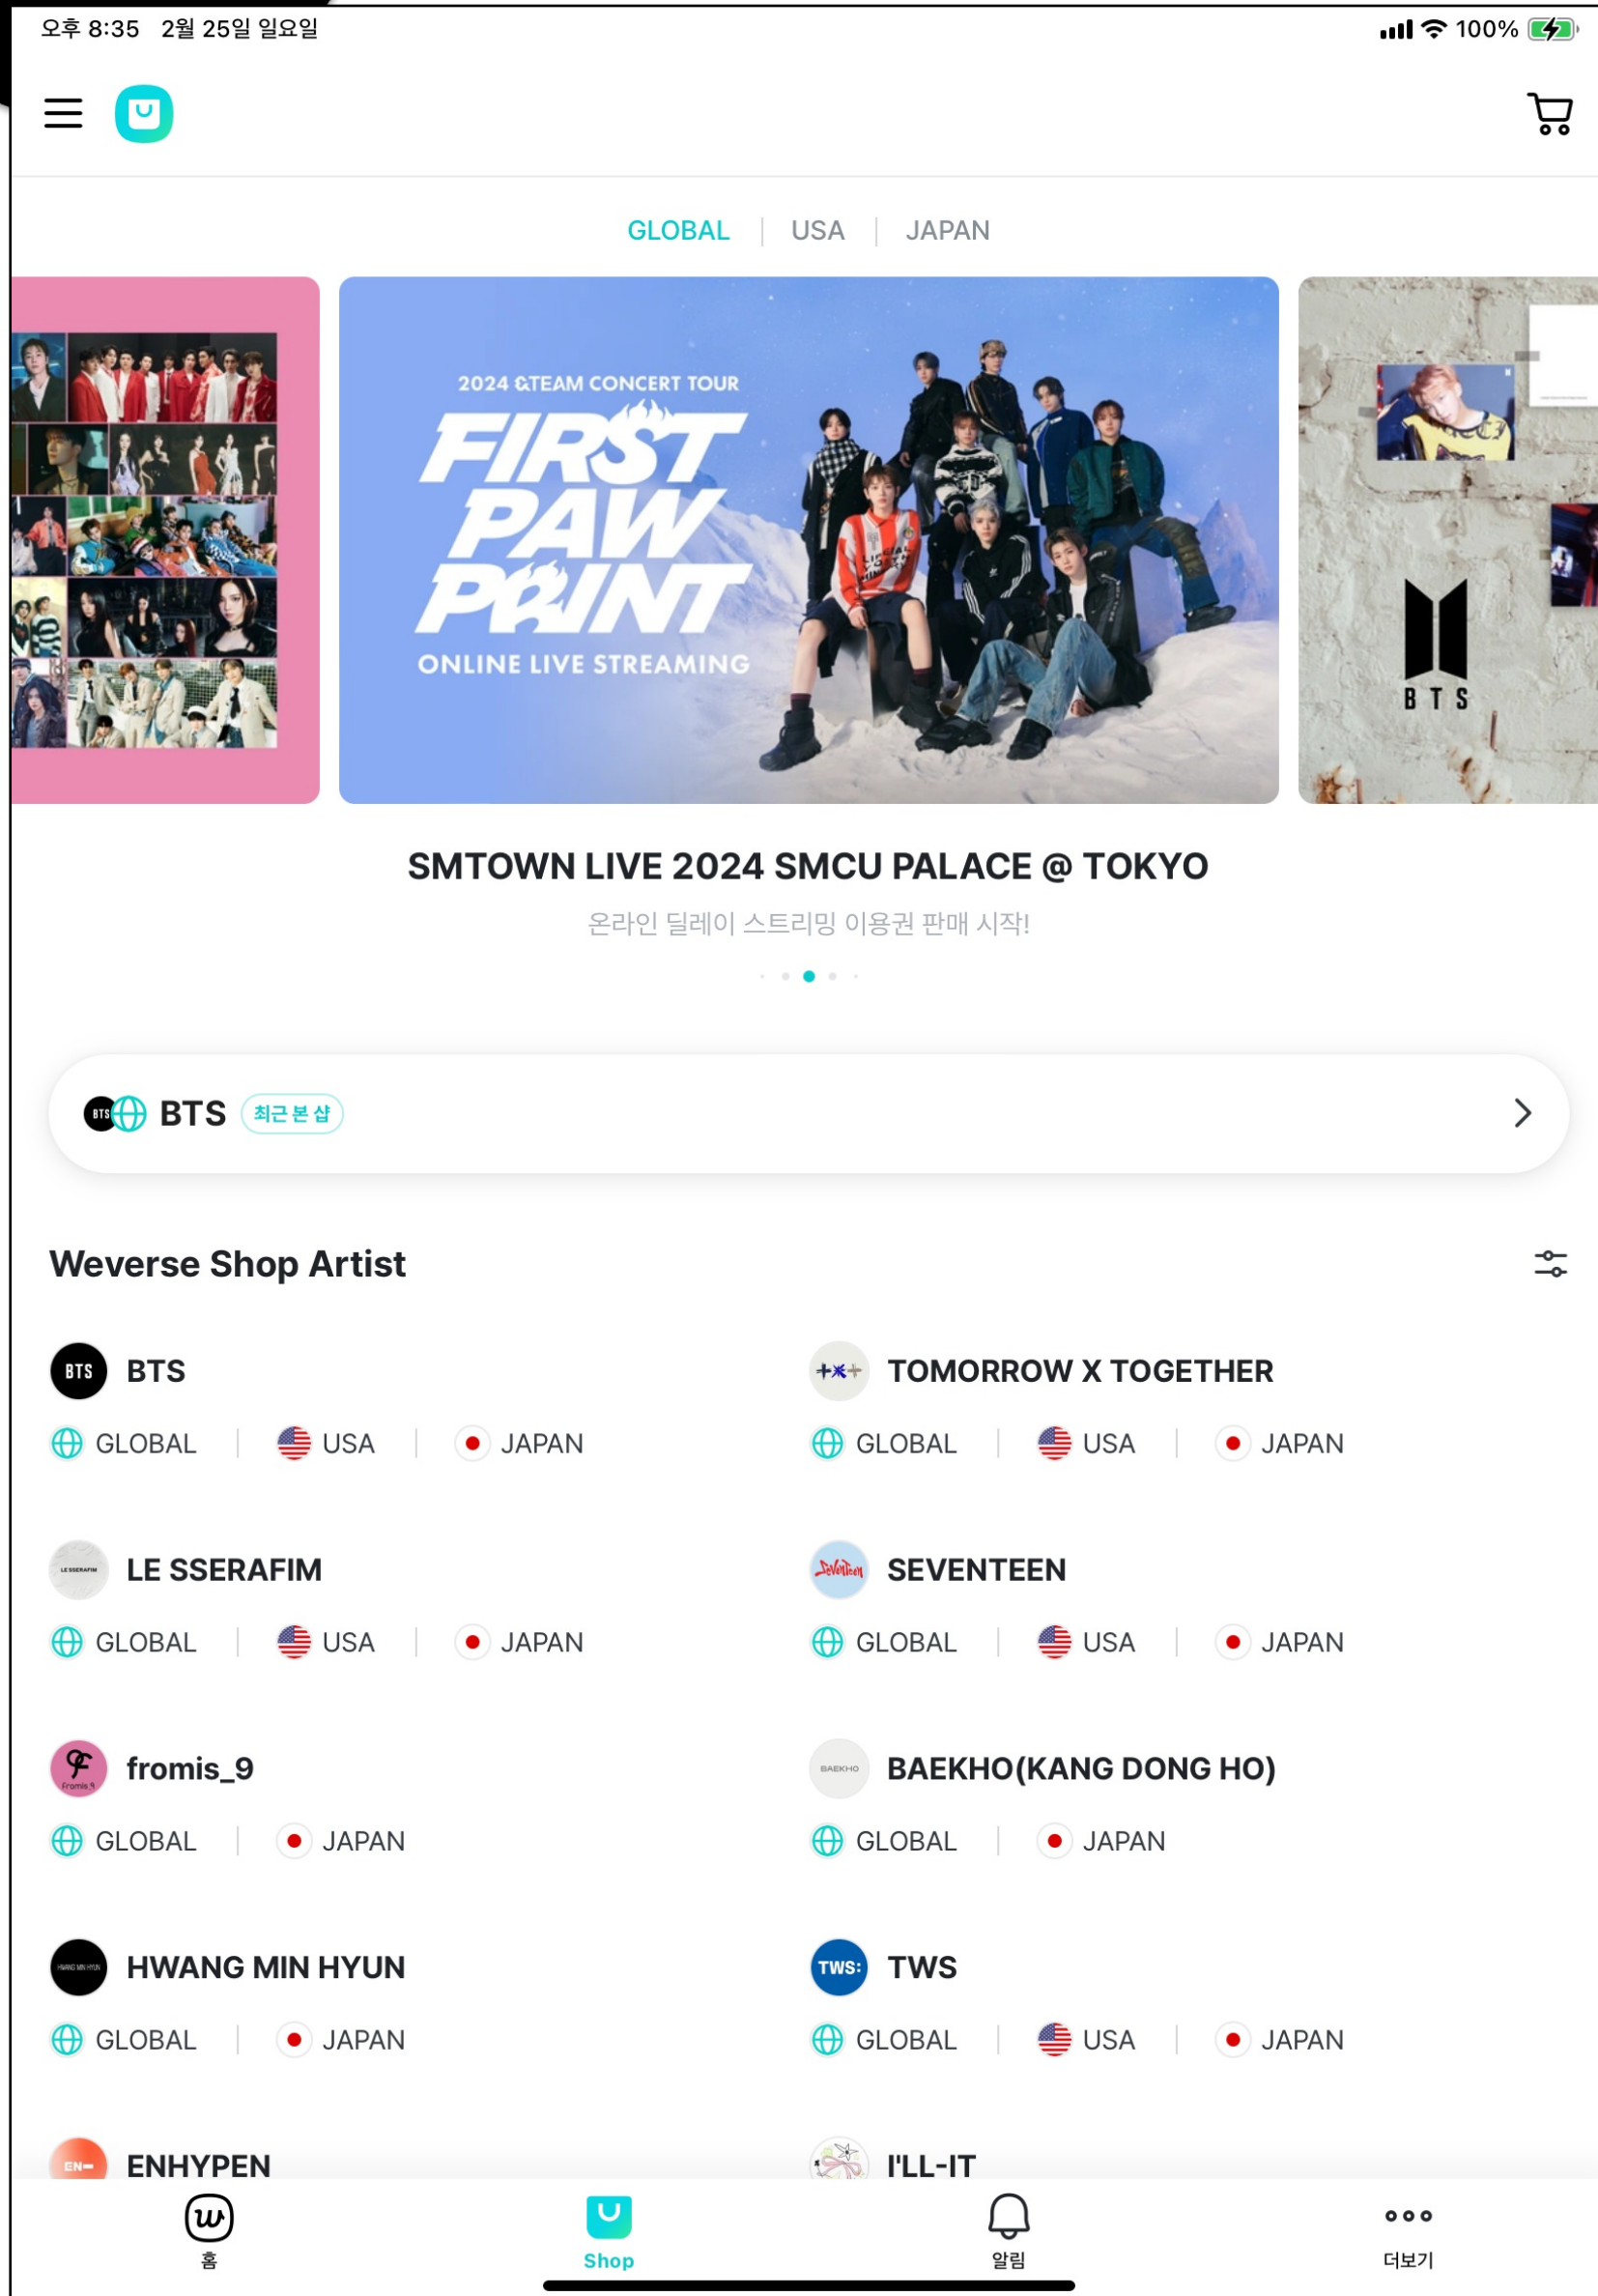 오후 8:35 2월 25일 일요일
100%
GLOBAL
USA
JAPAN
2024 &TEAM CONCERT TOUR
FIRST
PAW
PRINT
ONLINE LIVE STREAMING
BTS
SMTOWN LIVE 2024 SMCU PALACE @ TOKYO
온라인 딜레이 스트리밍 이용권 판매 시작!
BTS
BTS
최근 본 샵
Weverse Shop Artist
BTS
BTS
TOMORROW X TOGETHER
GLOBAL
USA
JAPAN
GLOBAL
USA
JAPAN
LE SSERAFIM
LE SSERAFIM
SEVENTEEN
SEVENTEEN
GLOBAL
USA
JAPAN
GLOBAL
USA
JAPAN
fromis_9
fromis_9
BAEKHO
BAEKHO(KANG DONG HO)
GLOBAL
JAPAN
GLOBAL
JAPAN
HWANG MIN HYUN
HWANG MIN HYUN
TWS:
TWS
GLOBAL
JAPAN
GLOBAL
USA
JAPAN
EN-
ENHYPEN
I'LL-IT
홈
Shop
알림
더보기